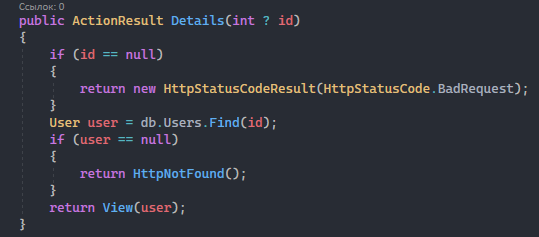 Ссылок: 0
public ActionResult Details(int ? id)
{
    if (id == null)
    {
        return new HttpStatusCodeResult(HttpStatusCode.BadRequest);
    }
    User user = db.Users.Find(id);
    if (user == null)
    {
        return HttpNotFound();
    }
    return View(user);
}